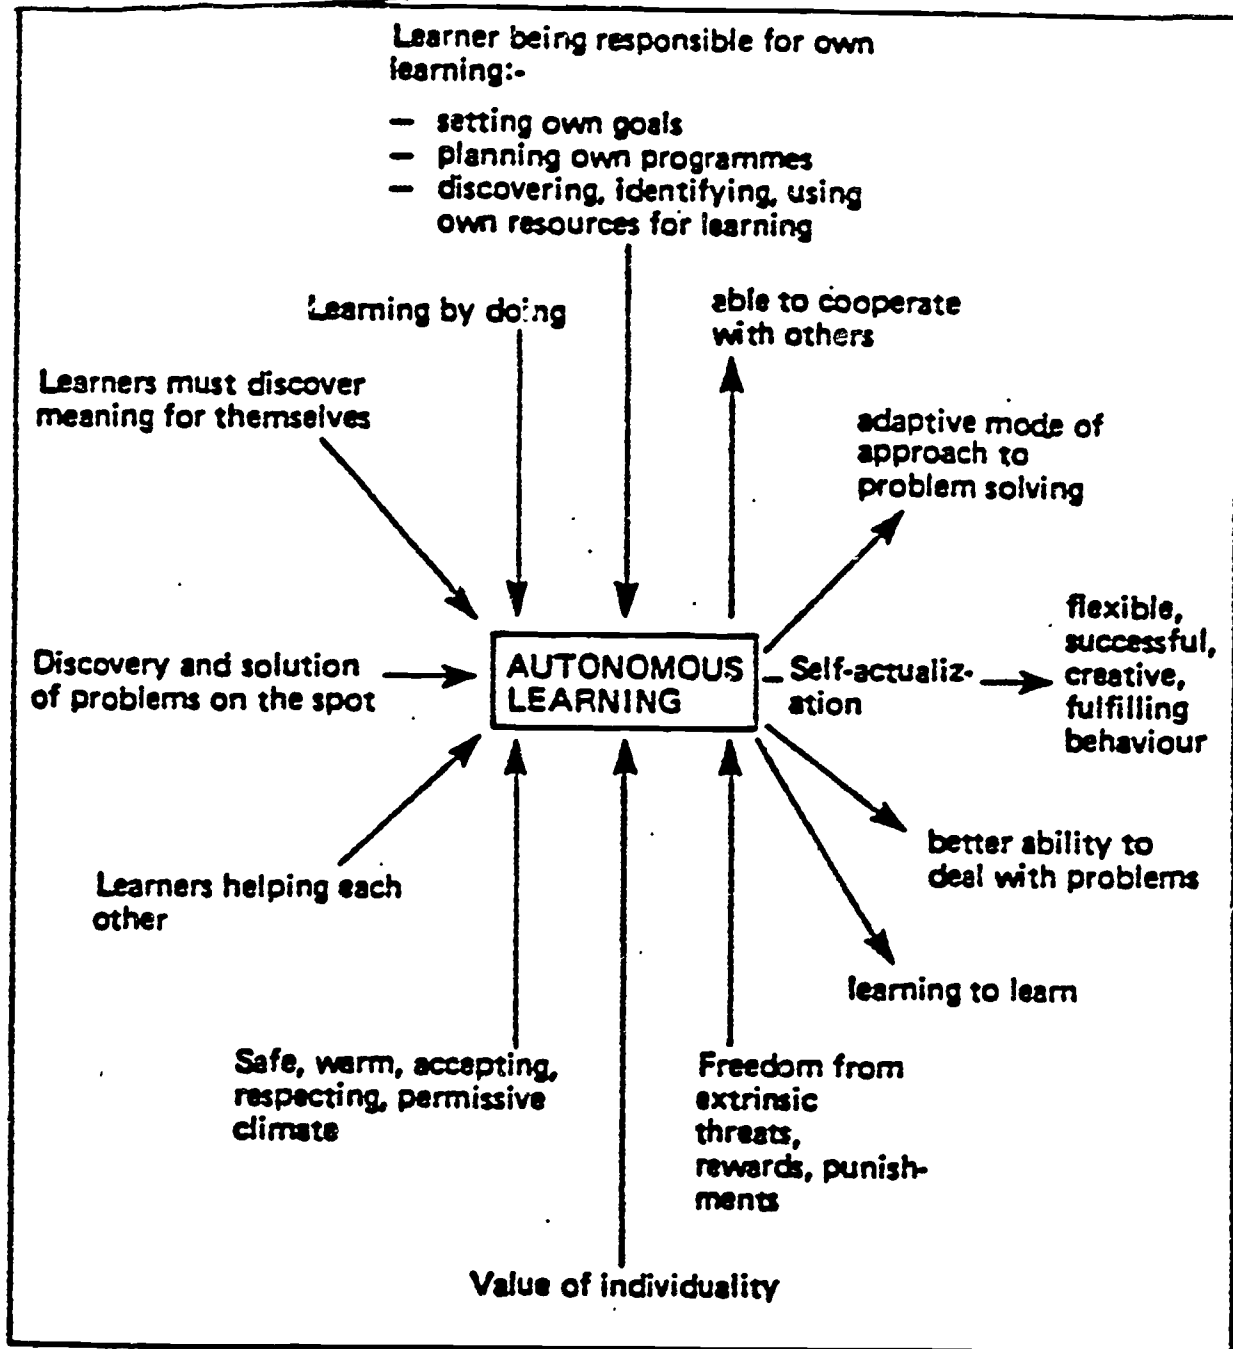 Learner being responsible for own
learning:-
— setting own goals
— planning own programmes
— discovering, identifying, using
own resources for learning
Learning by doing
able to cooperate
with others
Learners must discover
meaning for themselves
adaptive mode of
approach to
problem solving
Discovery and solution
of problems on the spot
AUTONOMOUS
LEARNING
Self-actualiz-
ation
flexible,
successful,
creative,
fulfilling
behaviour
Learners helping each
other
better ability to
deal with problems
learning to learn
Safe, warm, accepting,
respecting, permissive
climate
Freedom from
extrinsic
threats,
rewards, punish-
ments
Value of individuality